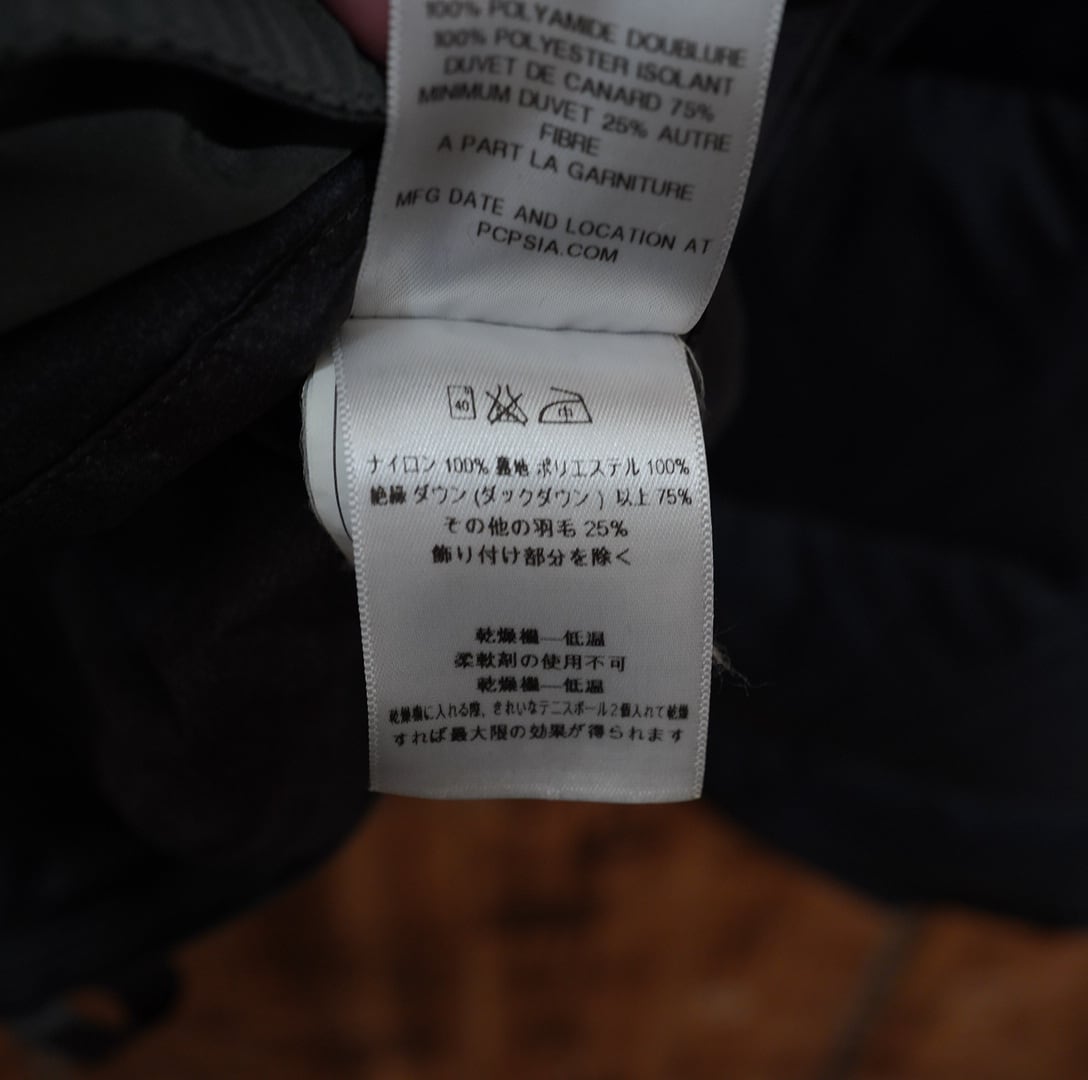 100% POLYAMIDE DOUBLURE
100% POLYESTER ISOLANT
DUVET DE CANARD 75%
MINIMUM DUVET 25% AUTRE
FIBRE
A PART LA GARNITURE
MFG DATE AND LOCATION AT
PCPSIA.COM
40 中
ナイロン 100% 裏地 ポリエステル 100%
絶縁 ダウン (ダックダウン) 以上 75%
その他の羽毛 25%
飾り付け部分を除く
乾燥機—低温
柔軟剤の使用不可
乾燥機—低温
乾燥機に入れる際、きれいなテニスボール2個入れて乾燥
すれば最大限の効果が得られます